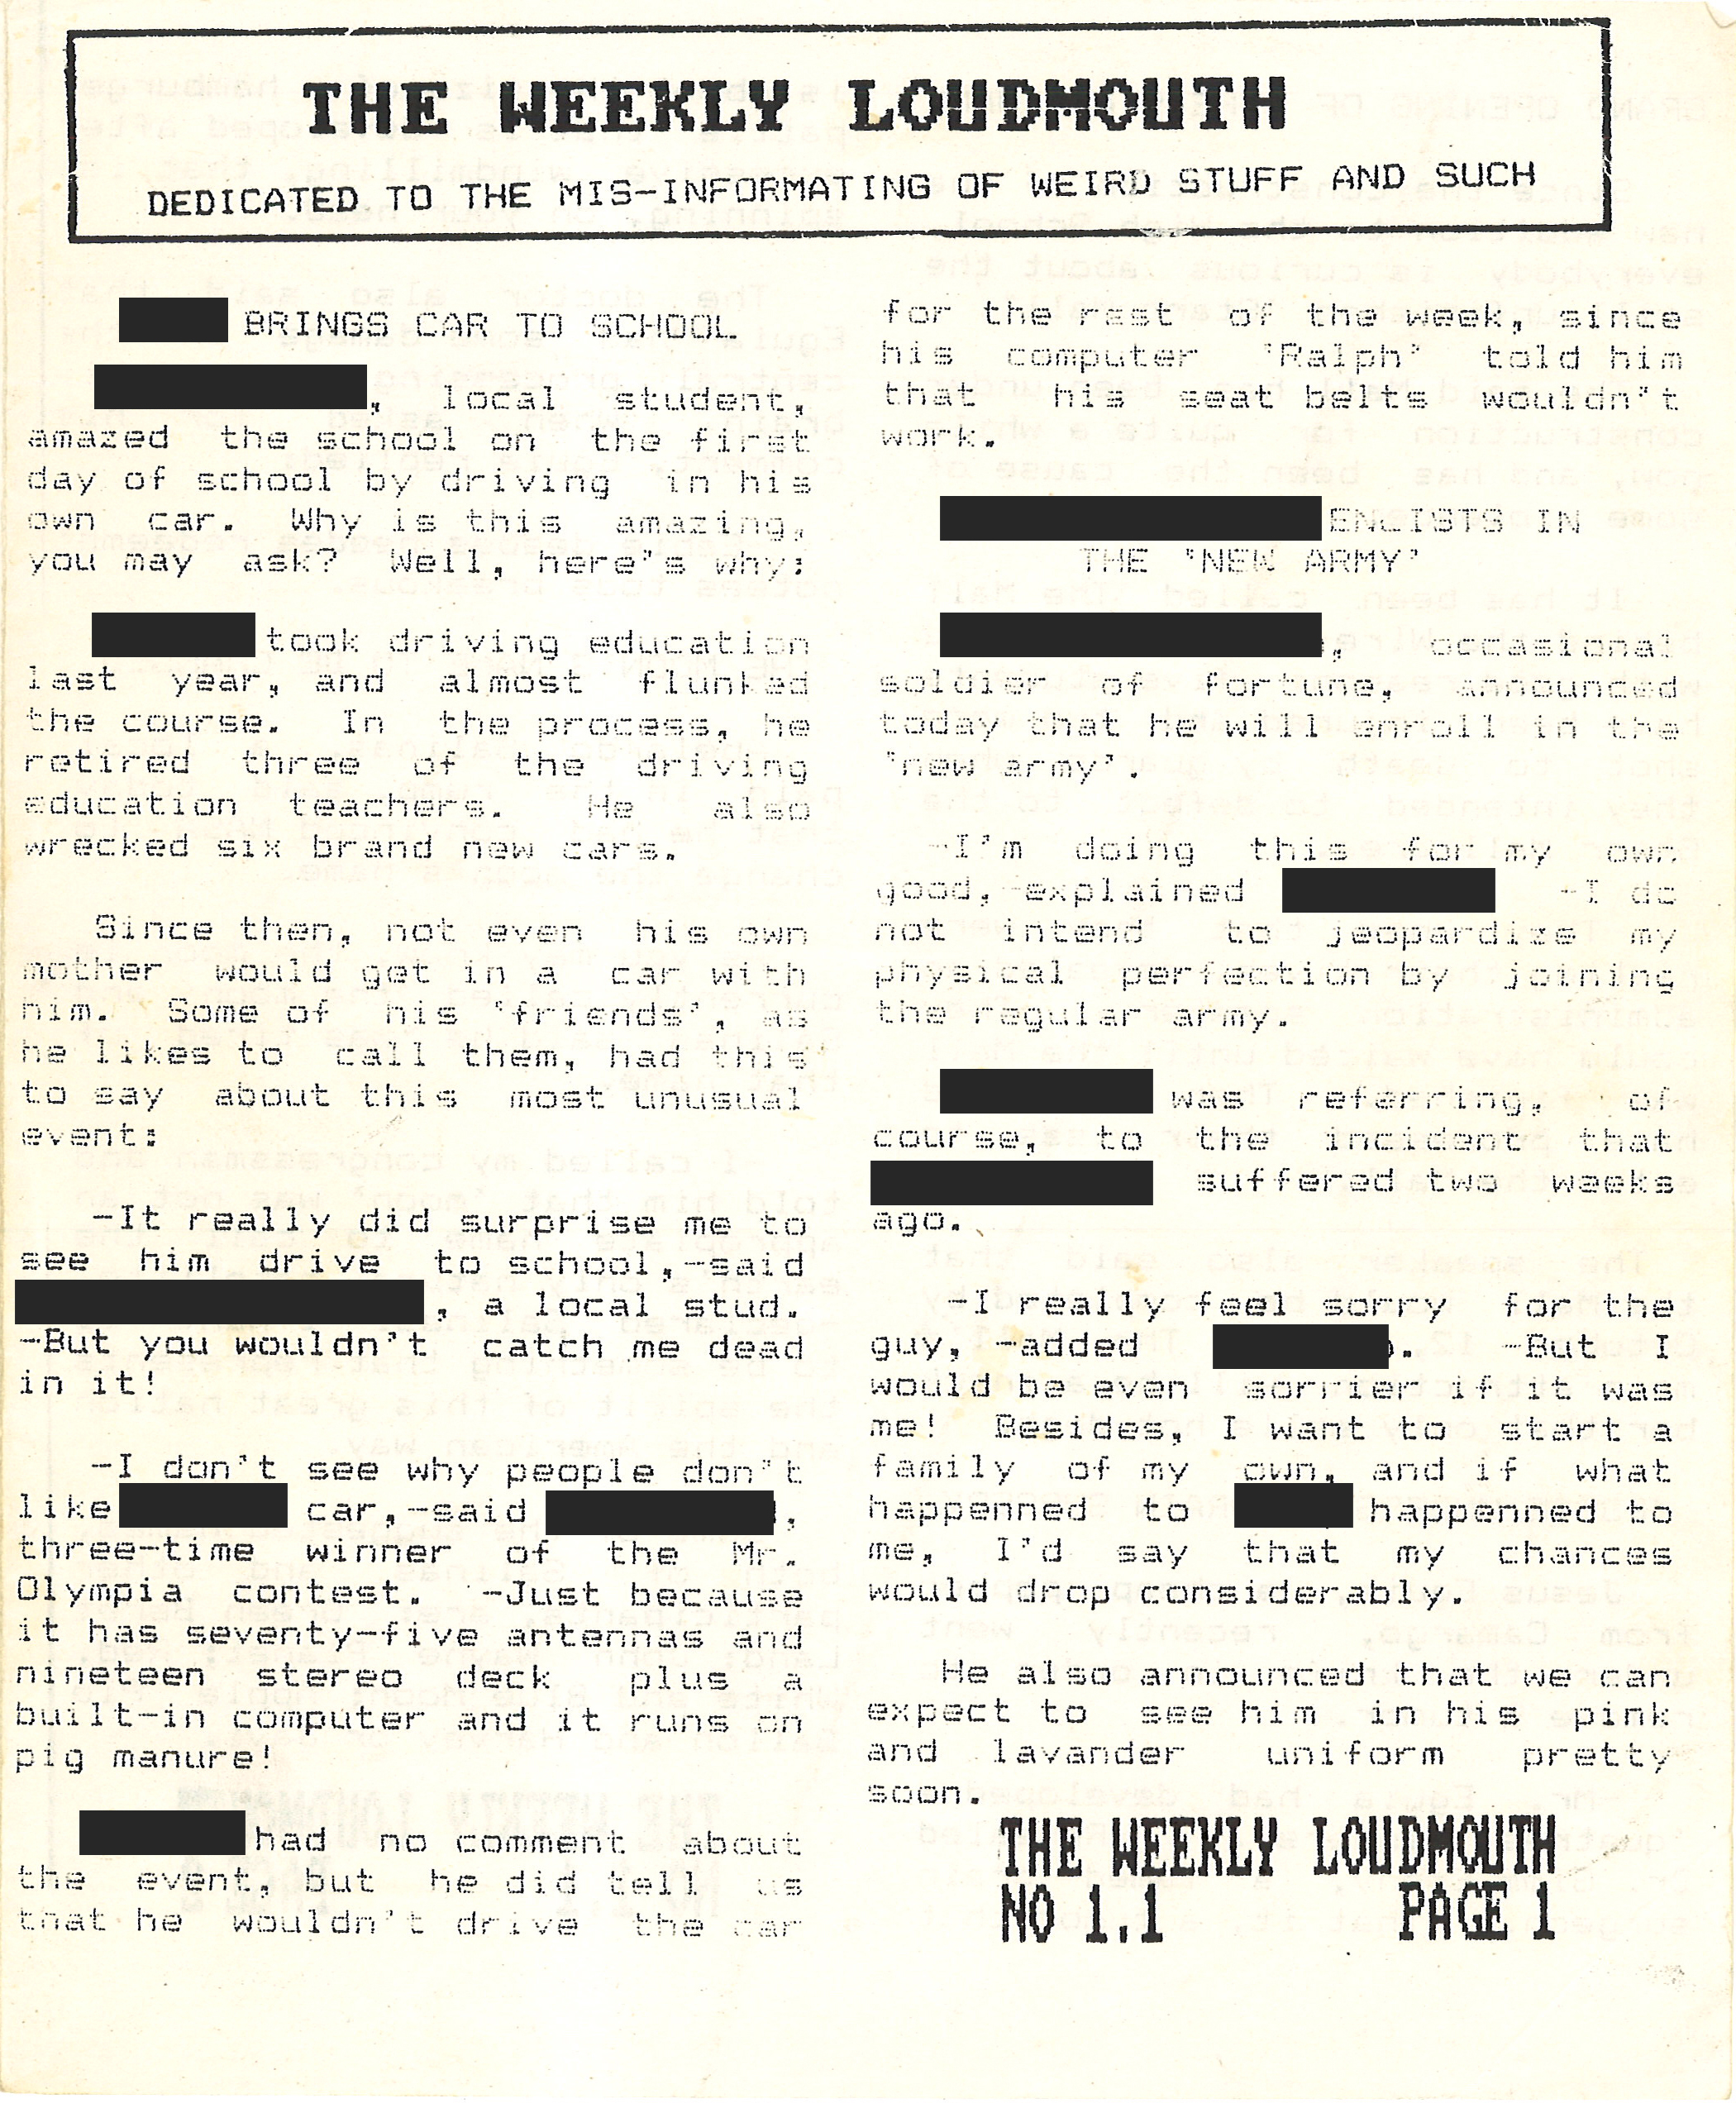 THE WEEKLY LOUDMOUTH
DEDICATED TO THE MIS-INFORMATING OF WEIRD STUFF AND SUCH
BRINGS CAR TO SCHOOL
, local student,
amazed the school on the first
day of school by driving in his
own car. Why is this amazing,
you may ask? Well, here's why:
took driving education
last year, and almost flunked
the course. In the process, he
retired three of the driving
education teachers. He also
wrecked six brand new cars.
Since then, not even his own
mother would get in a car with
him. Some of his 'friends', as
he likes to call them, had this
to say about this most unusual
event:
-It really did surprise me to
see him drive to school,-said
, a local stud.
-But you wouldn't catch me dead
in it!
-I don't see why people don't
like car,-said ,
three-time winner of the Mr.
Olympia contest. -Just because
it has seventy-five antennas and
nineteen stereo deck plus a
built-in computer and it runs on
pig manure!
had no comment about
the event, but he did tell us
that he wouldn't drive the car
for the rest of the week, since
his computer 'Ralph' told him
that his seat belts wouldn't
work.
ENLISTS IN
THE 'NEW ARMY'
, occasional
soldier of fortune, announced
today that he will enroll in the
'new army'.
-I'm doing this for my own
good,-explained -I do
not intend to jeopardize my
physical perfection by joining
the regular army.
was referring, of
course, to the incident that
suffered two weeks
ago.
-I really feel sorry for the
guy, -added . -But I
would be even sorrier if it was
me! Besides, I want to start a
family of my own, and if what
happenned to happenned to
me, I'd say that my chances
would drop considerably.
He also announced that we can
expect to see him in his pink
and lavander uniform pretty
soon.
THE WEEKLY LOUDMOUTH
NO 1.1 PAGE 1